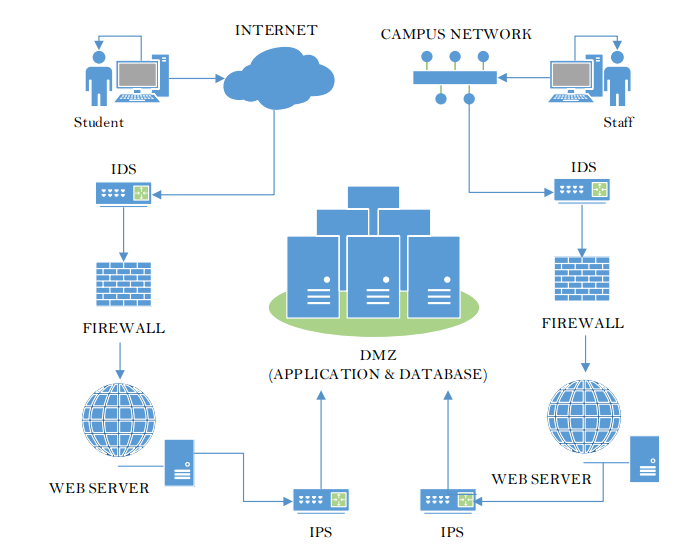 INTERNET
CAMPUS NETWORK
Student
Staff
IDS
IDS
FIREWALL
FIREWALL
DMZ
(APPLICATION & DATABASE)
WEB SERVER
WEB SERVER
IPS
IPS